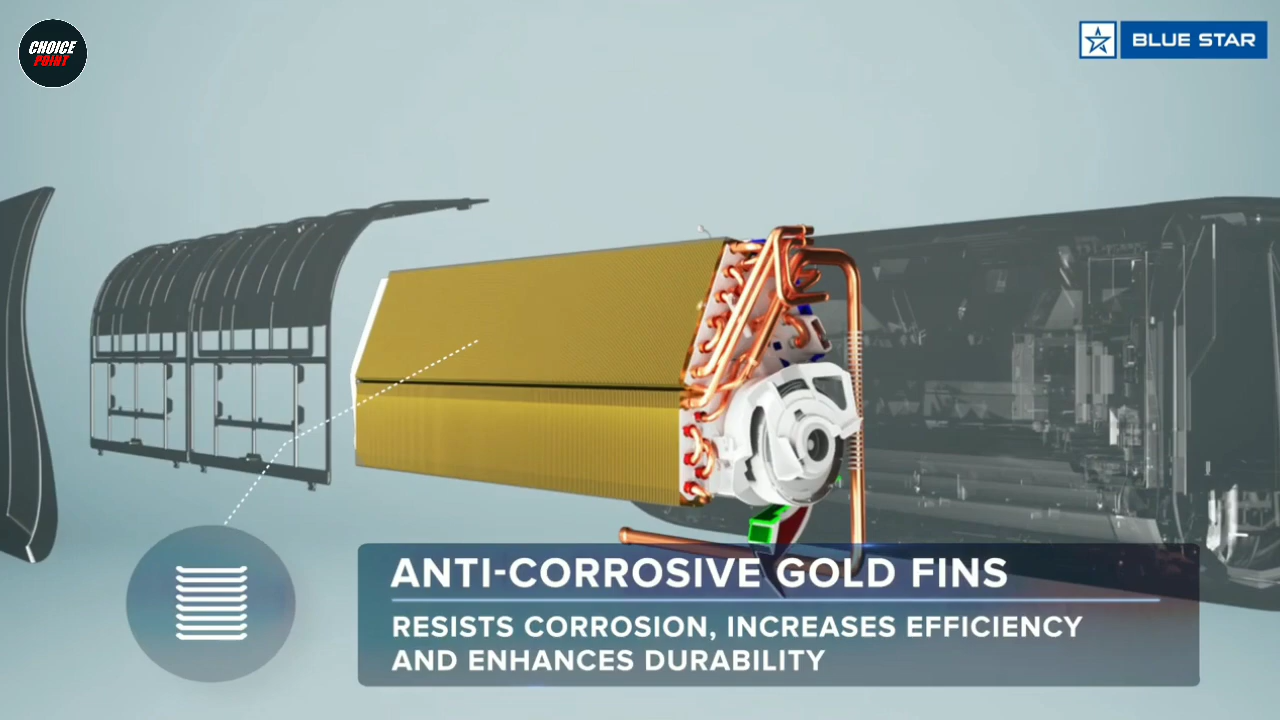 CHOICE
POINT
BLUE STAR
ANTI-CORROSIVE GOLD FINS
RESISTS CORROSION, INCREASES EFFICIENCY
AND ENHANCES DURABILITY